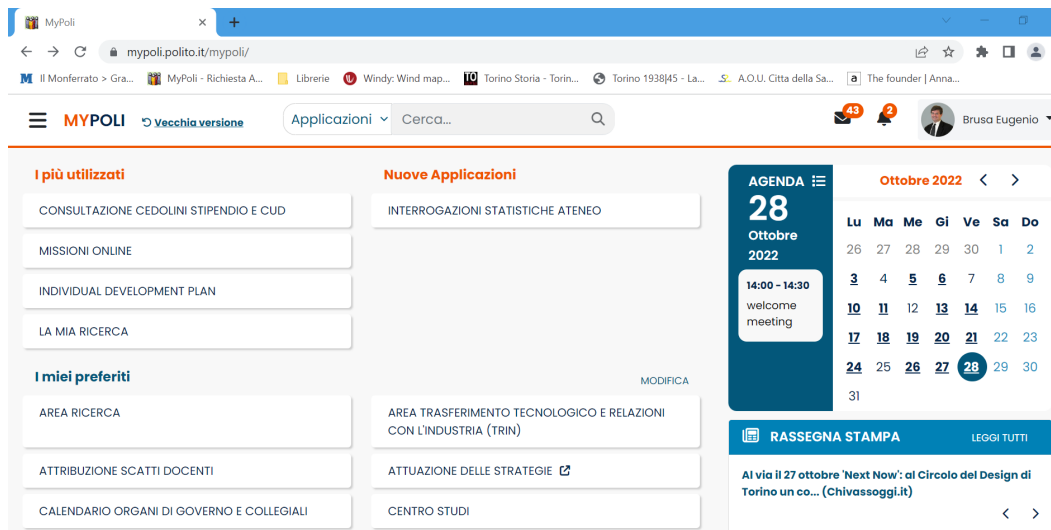 MyPoli
mypoli.polito.it/mypoli/
Il Monferrato > Gra... MyPoli - Richiesta A... Librerie Windy: Wind map... Torino Storia - Torin... Torino 1938|45 - La... A.O.U. Citta della Sa... The founder | Anna...
MYPOLI Vecchia versione Applicazioni Cerca... 43 2 Brusa Eugenio
I più utilizzati
CONSULTAZIONE CEDOLINI STIPENDIO E CUD
MISSIONI ONLINE
INDIVIDUAL DEVELOPMENT PLAN
LA MIA RICERCA
Nuove Applicazioni
INTERROGAZIONI STATISTICHE ATENEO
I miei preferiti MODIFICA
AREA RICERCA
AREA TRASFERIMENTO TECNOLOGICO E RELAZIONI
CON L'INDUSTRIA (TRIN)
ATTRIBUZIONE SCATTI DOCENTI
ATTUAZIONE DELLE STRATEGIE
CALENDARIO ORGANI DI GOVERNO E COLLEGIALI
CENTRO STUDI
AGENDA
28
Ottobre
2022
14:00 - 14:30
welcome
meeting
Ottobre 2022 < >
Lu Ma Me Gi Ve Sa Do
26 27 28 29 30 1 2
3 4 5 6 7 8 9
10 11 12 13 14 15 16
17 18 19 20 21 22 23
24 25 26 27 28 29 30
31
RASSEGNA STAMPA LEGGI TUTTI
Al via il 27 ottobre 'Next Now': al Circolo del Design di
Torino un co... (Chivassoggi.it)